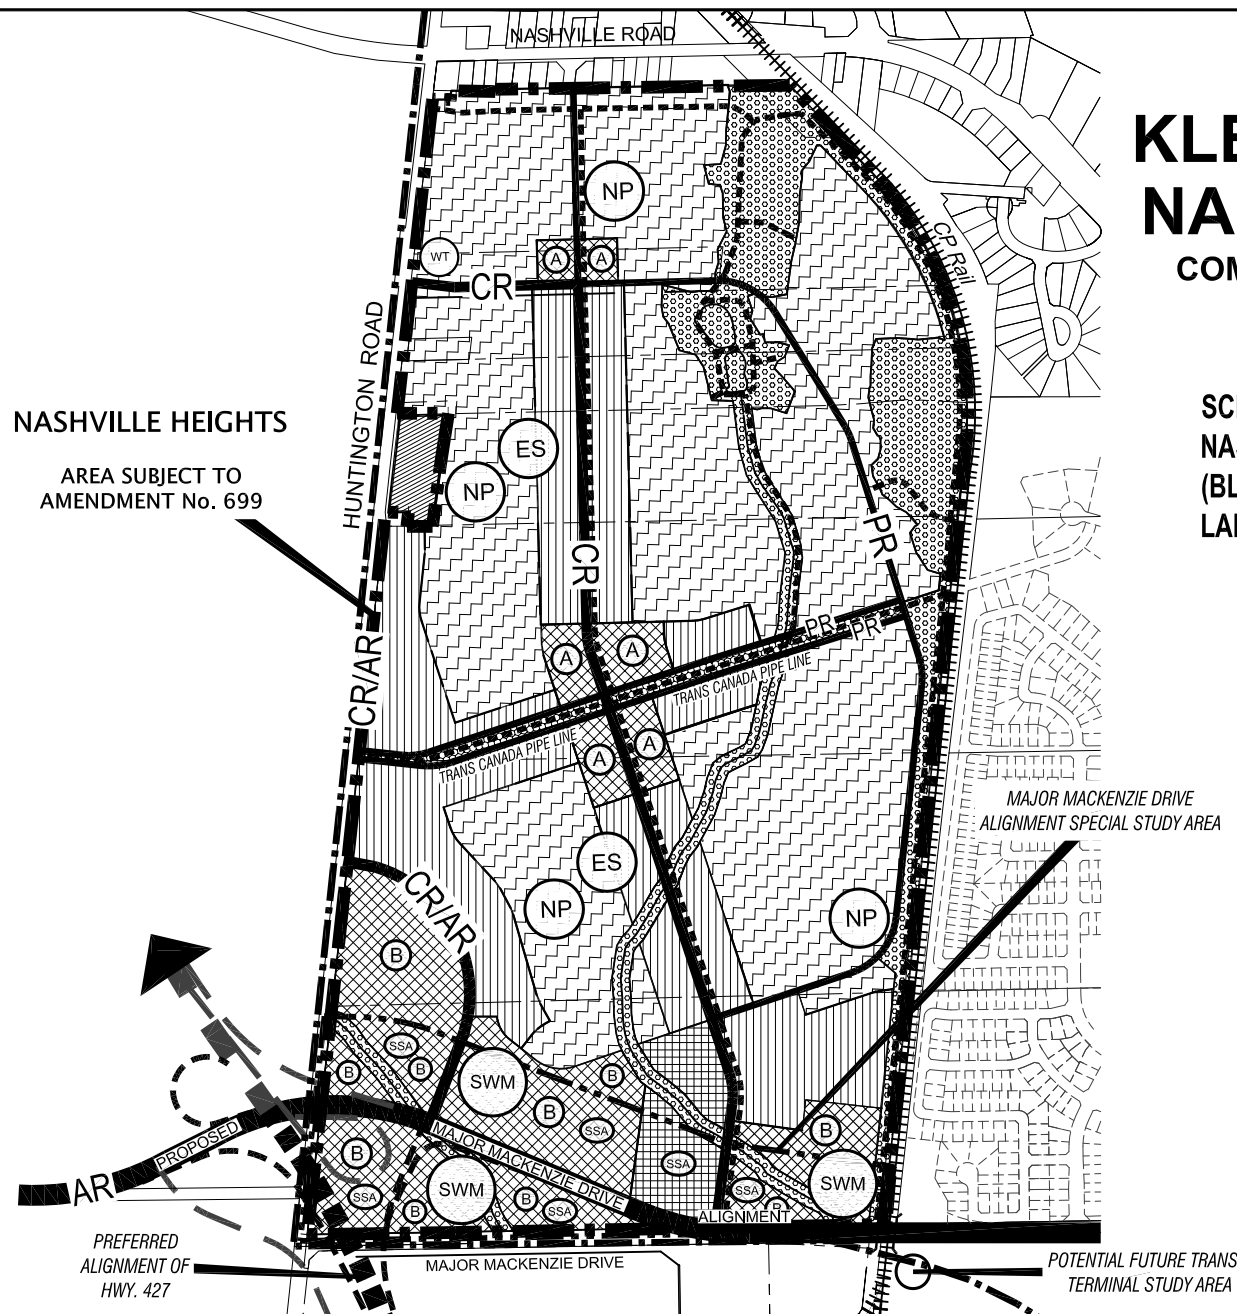 NASHVILLE ROAD
KLE
NA
COM
NP
CP Rail
WT
A
A
CR
HUNTINGTON ROAD
NASHVILLE HEIGHTS
AREA SUBJECT TO
AMENDMENT No. 699
NA
(BL
ES
NP
CR
PR
PR
PR
A
A
TRANS CANADA PIPE LINE
CR/AR
TRANS CANADA PIPE LINE
A
A
MAJOR MACKENZIE DRIVE
ALIGNMENT SPECIAL STUDY AREA
ES
NP
NP
CR/AR
B
SSA
B
B
SWM
B
B
SSA
B
PROPOSED
MAJOR MACKENZIE DRIVE
ALIGNMENT
AR
B
SSA
B
SWM
B
SSA
SSA
SSA
B
SWM
PREFERRED
ALIGNMENT OF
HWY. 427
MAJOR MACKENZIE DRIVE
POTENTIAL FUTURE TRANS
TERMINAL STUDY AREA